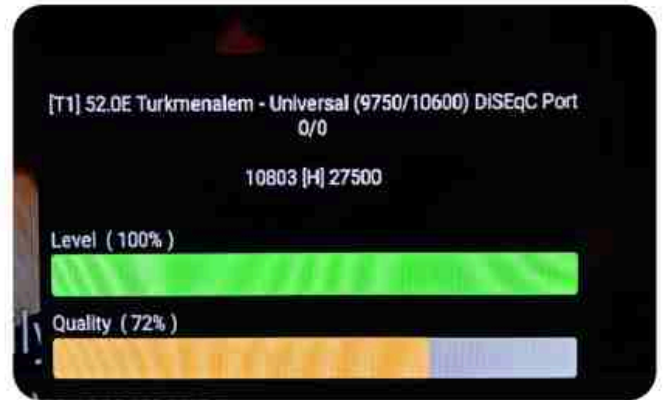 [T1] 52.0E Turkmenalem - Universal (9750/10600) DiSEqC Port
0/0
10803 [H] 27500
Level ( 100% )
Quality ( 72% )